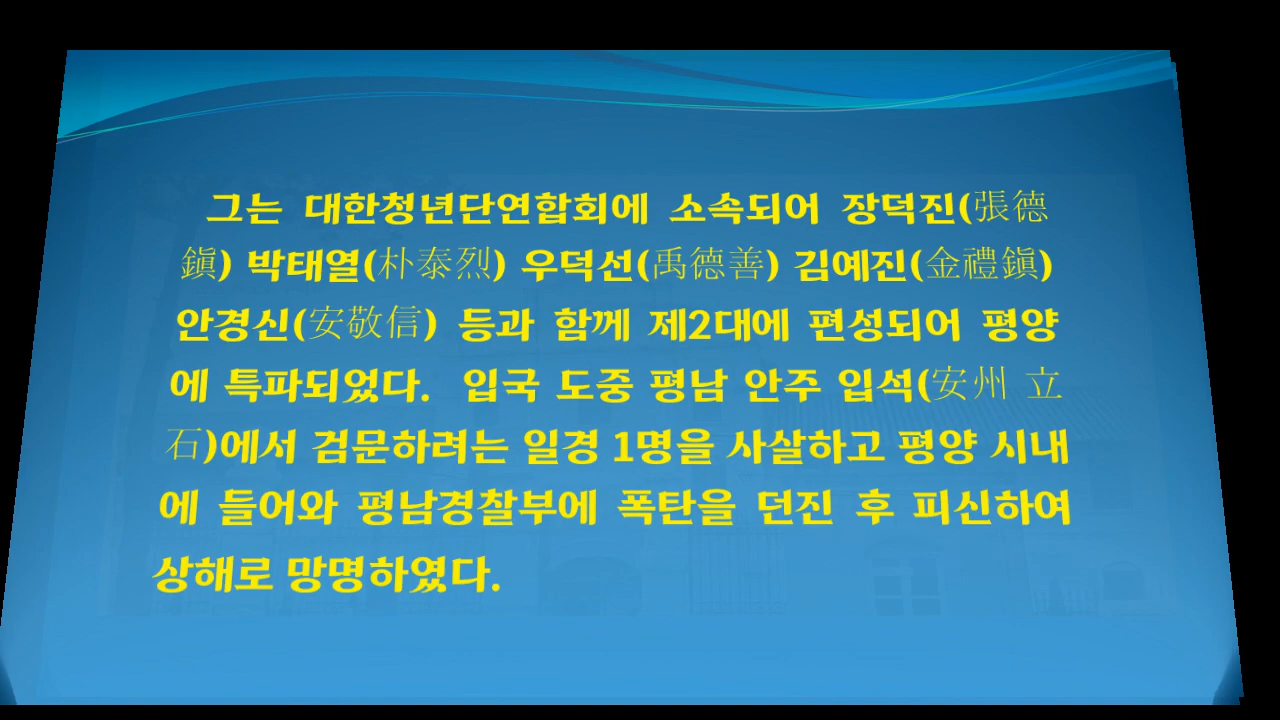 그는 대한청년단연합회에 소속되어 장덕진(張德
鎭) 박태열(朴泰烈) 우덕선(禹德善) 김예진(金禮鎭)
안경신(安敬信) 등과 함께 제2대에 편성되어 평양
에 특파되었다. 입국 도중 평남 안주 입석(安州 立
石)에서 검문하려는 일경 1명을 사살하고 평양 시내
에 들어와 평남경찰부에 폭탄을 던진 후 피신하여
상해로 망명하였다.